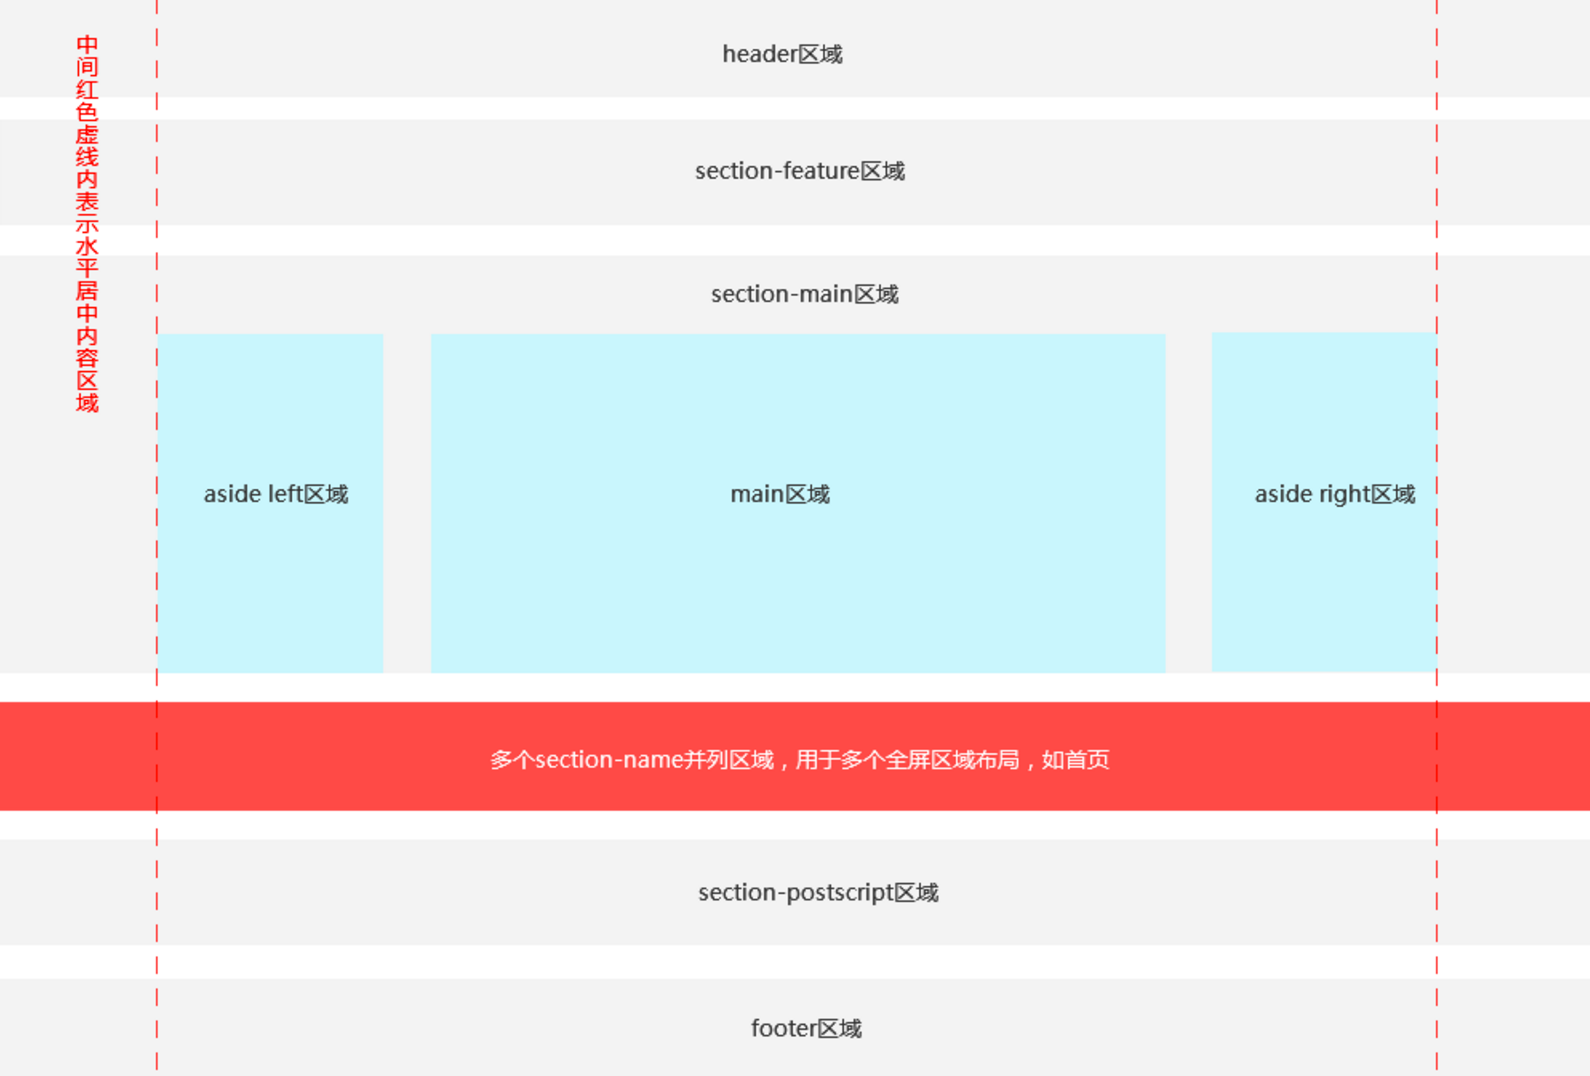 中间红色虚线内表示水平居中内容区域
header区域
section-feature区域
section-main区域
aside left区域
main区域
aside right区域
多个section-name并列区域，用于多个全屏区域布局，如首页
section-postscript区域
footer区域